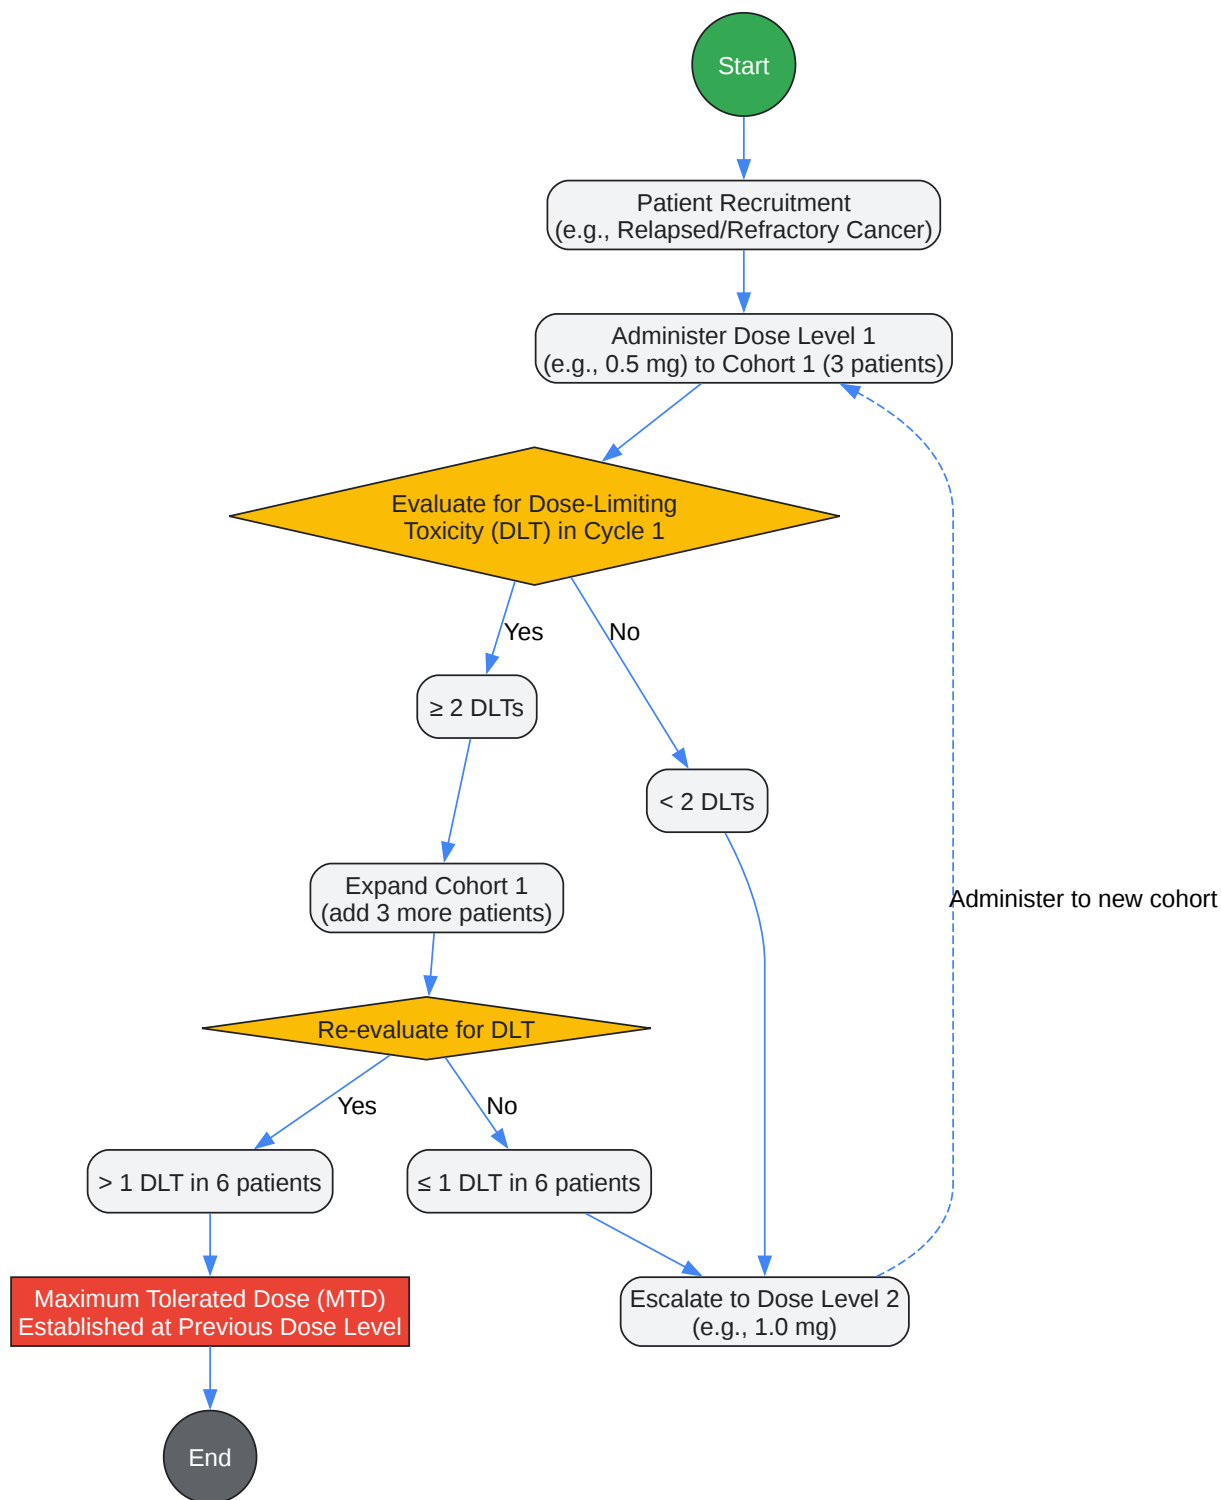 Start
Patient Recruitment
(e.g., Relapsed/Refractory Cancer)
Administer Dose Level 1
(e.g., 0.5 mg) to Cohort 1 (3 patients)
Evaluate for Dose-Limiting
Toxicity (DLT) in Cycle 1
Yes
No
≥ 2 DLTs
< 2 DLTs
Expand Cohort 1
(add 3 more patients)
Administer to new cohort
Re-evaluate for DLT
Yes
No
> 1 DLT in 6 patients
≤ 1 DLT in 6 patients
Maximum Tolerated Dose (MTD)
Established at Previous Dose Level
Escalate to Dose Level 2
(e.g., 1.0 mg)
End